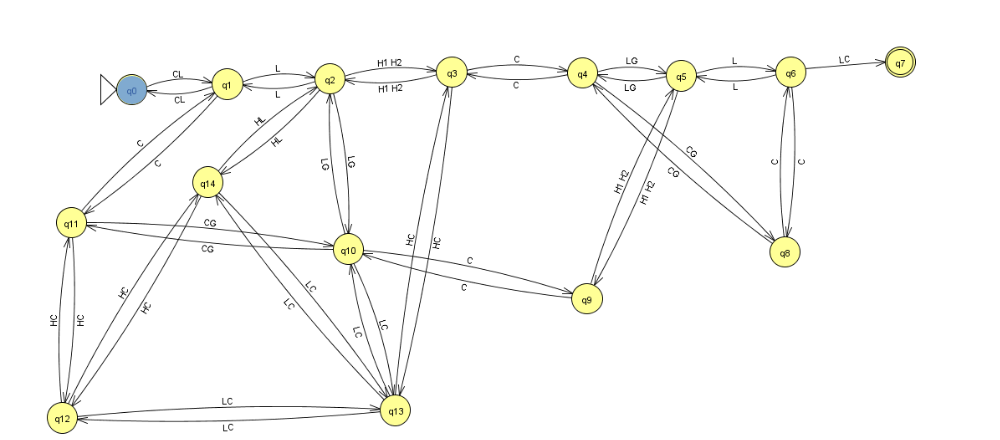 q0
CL
CL
q1
L
L
q2
H1 H2
H1 H2
q3
C
C
q4
LG
LG
q5
L
L
q6
LC
q7
C
C
HL
HL
LG
LG
q14
q11
CG
CG
q10
C
C
q9
H1 H2
H1 H2
CG
CG
C
C
q8
HC
HC
HC
HC
LC
LC
LC
LC
HC
HC
q12
LC
LC
q13